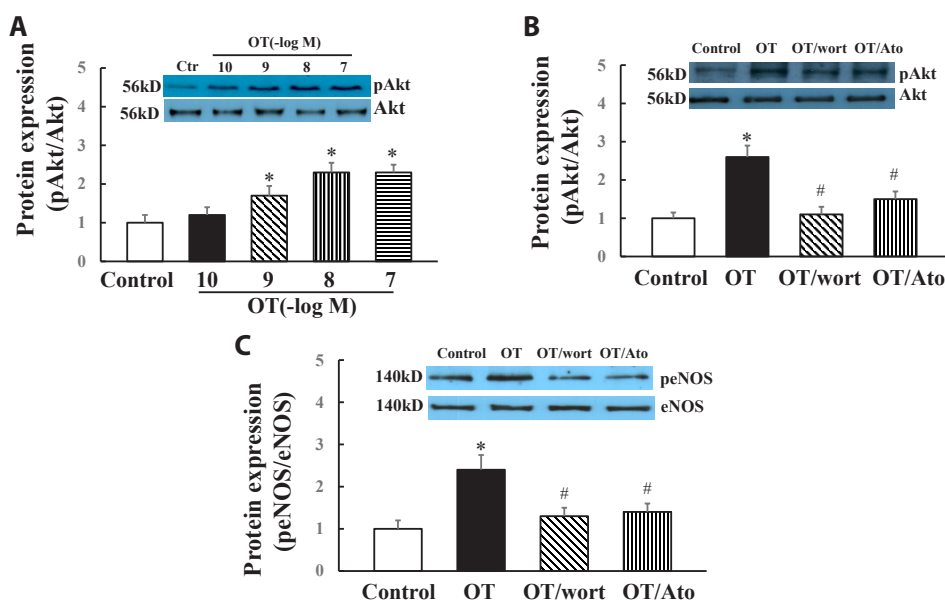 A
OT(-log M)
Ctr 10 9 8 7
56kD pAkt
56kD Akt
Protein expression
(pAkt/Akt)
5
4
3
2
1
0
* * *
Control 10 9 8 7
OT(-log M)
B
Control OT OT/wort OT/Ato
56kD pAkt
56kD Akt
Protein expression
(pAkt/Akt)
5
4
3
2
1
0
* # #
Control OT OT/wort OT/Ato
C
Control OT OT/wort OT/Ato
140kD peNOS
140kD eNOS
Protein expression
(peNOS/eNOS)
5
4
3
2
1
0
* # #
Control OT OT/wort OT/Ato